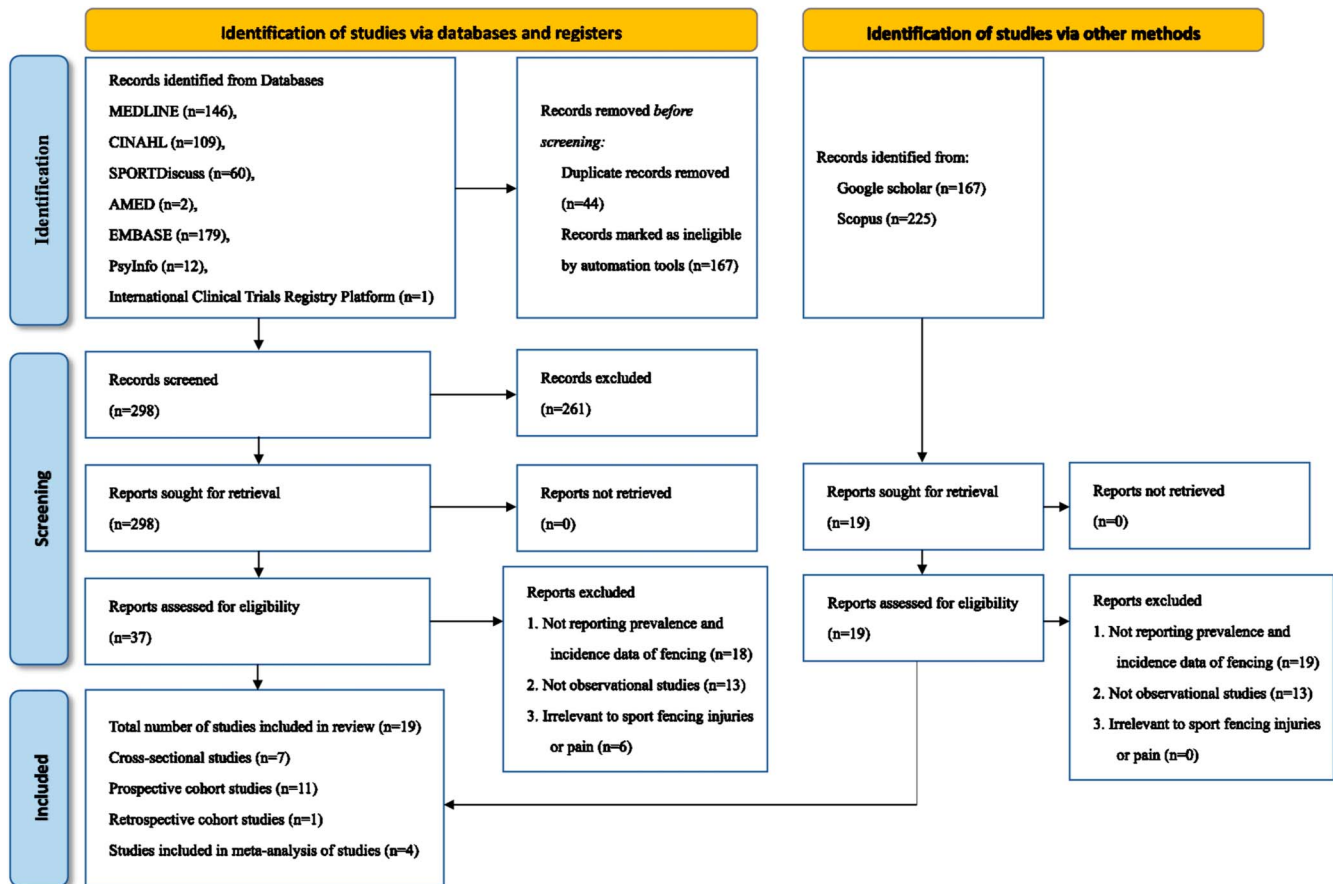 Identification of studies via databases and registers
Identification of studies via other methods
Identification
Records identified from Databases
MEDLINE (n=146),
CINAHL (n=109),
SPORTDiscuss (n=60),
AMED (n=2),
EMBASE (n=179),
PsyInfo (n=12),
International Clinical Trials Registry Platform (n=1)
Records removed before
screening:
Duplicate records removed
(n=44)
Records marked as ineligible
by automation tools (n=167)
Records identified from:
Google scholar (n=167)
Scopus (n=225)
Screening
Records screened
(n=298)
Records excluded
(n=261)
Reports sought for retrieval
(n=298)
Reports not retrieved
(n=0)
Reports sought for retrieval
(n=19)
Reports not retrieved
(n=0)
Reports assessed for eligibility
(n=37)
Reports excluded
1. Not reporting prevalence and
incidence data of fencing (n=18)
2. Not observational studies (n=13)
3. Irrelevant to sport fencing injuries
or pain (n=6)
Reports assessed for eligibility
(n=19)
Reports excluded
1. Not reporting prevalence and
incidence data of fencing (n=19)
2. Not observational studies (n=13)
3. Irrelevant to sport fencing injuries
or pain (n=0)
Included
Total number of studies included in review (n=19)
Cross-sectional studies (n=7)
Prospective cohort studies (n=11)
Retrospective cohort studies (n=1)
Studies included in meta-analysis of studies (n=4)